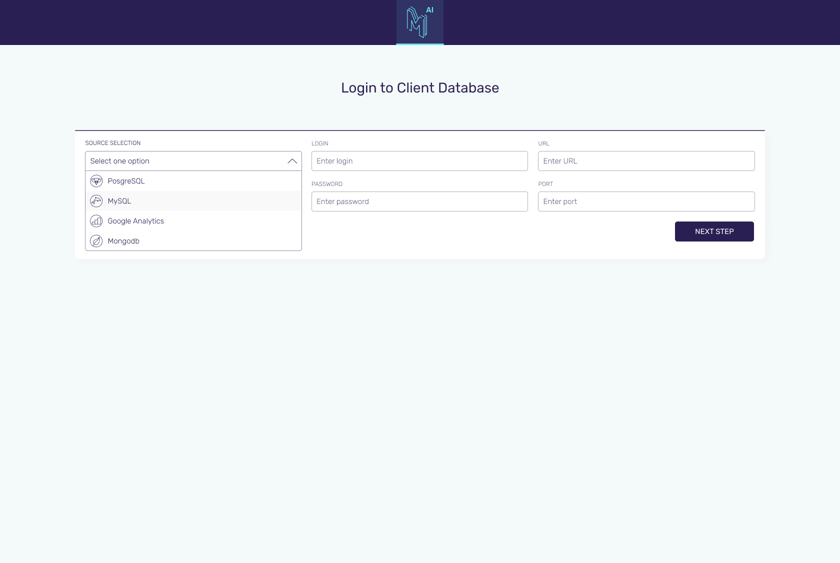 AI
Login to Client Database
SOURCE SELECTION
Select one option
PosgreSQL
MySQL
Google Analytics
Mongodb
LOGIN
Enter login
PASSWORD
Enter password
URL
Enter URL
PORT
Enter port
NEXT STEP